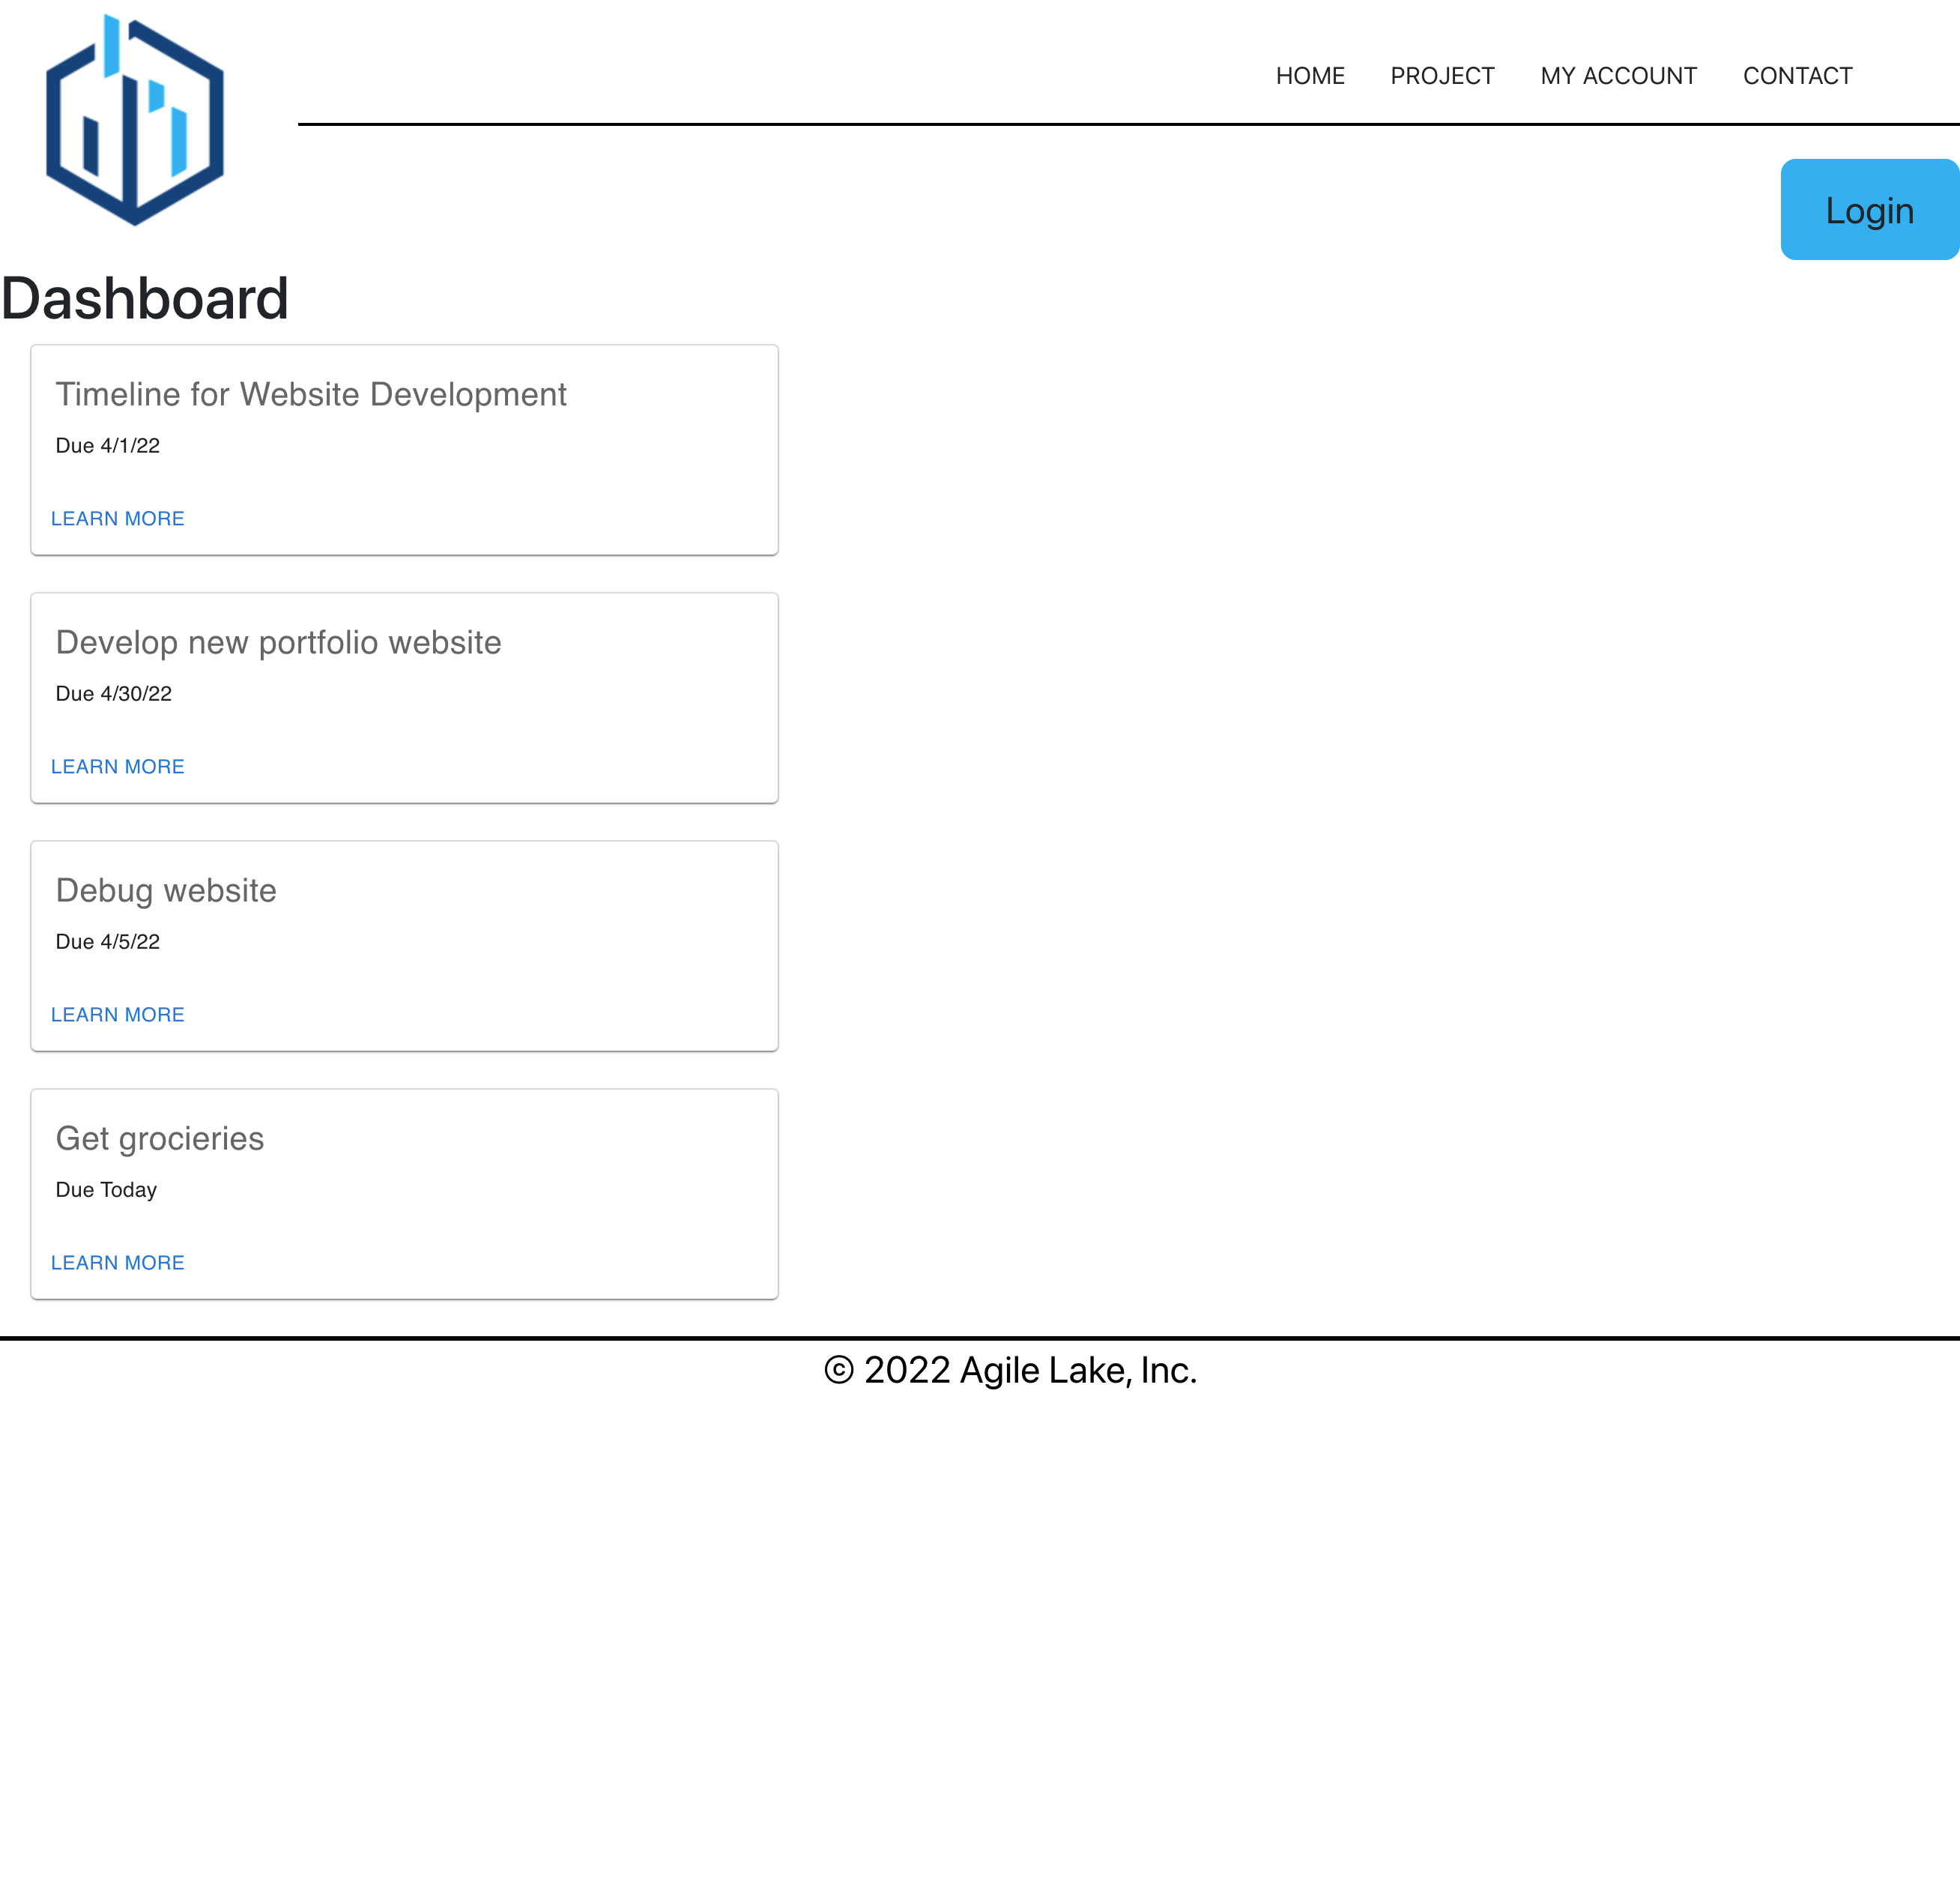 HOME PROJECT MY ACCOUNT CONTACT
Login
Dashboard
Timeline for Website Development
Due 4/1/22
LEARN MORE
Develop new portfolio website
Due 4/30/22
LEARN MORE
Debug website
Due 4/5/22
LEARN MORE
Get grocieries
Due Today
LEARN MORE
© 2022 Agile Lake, Inc.